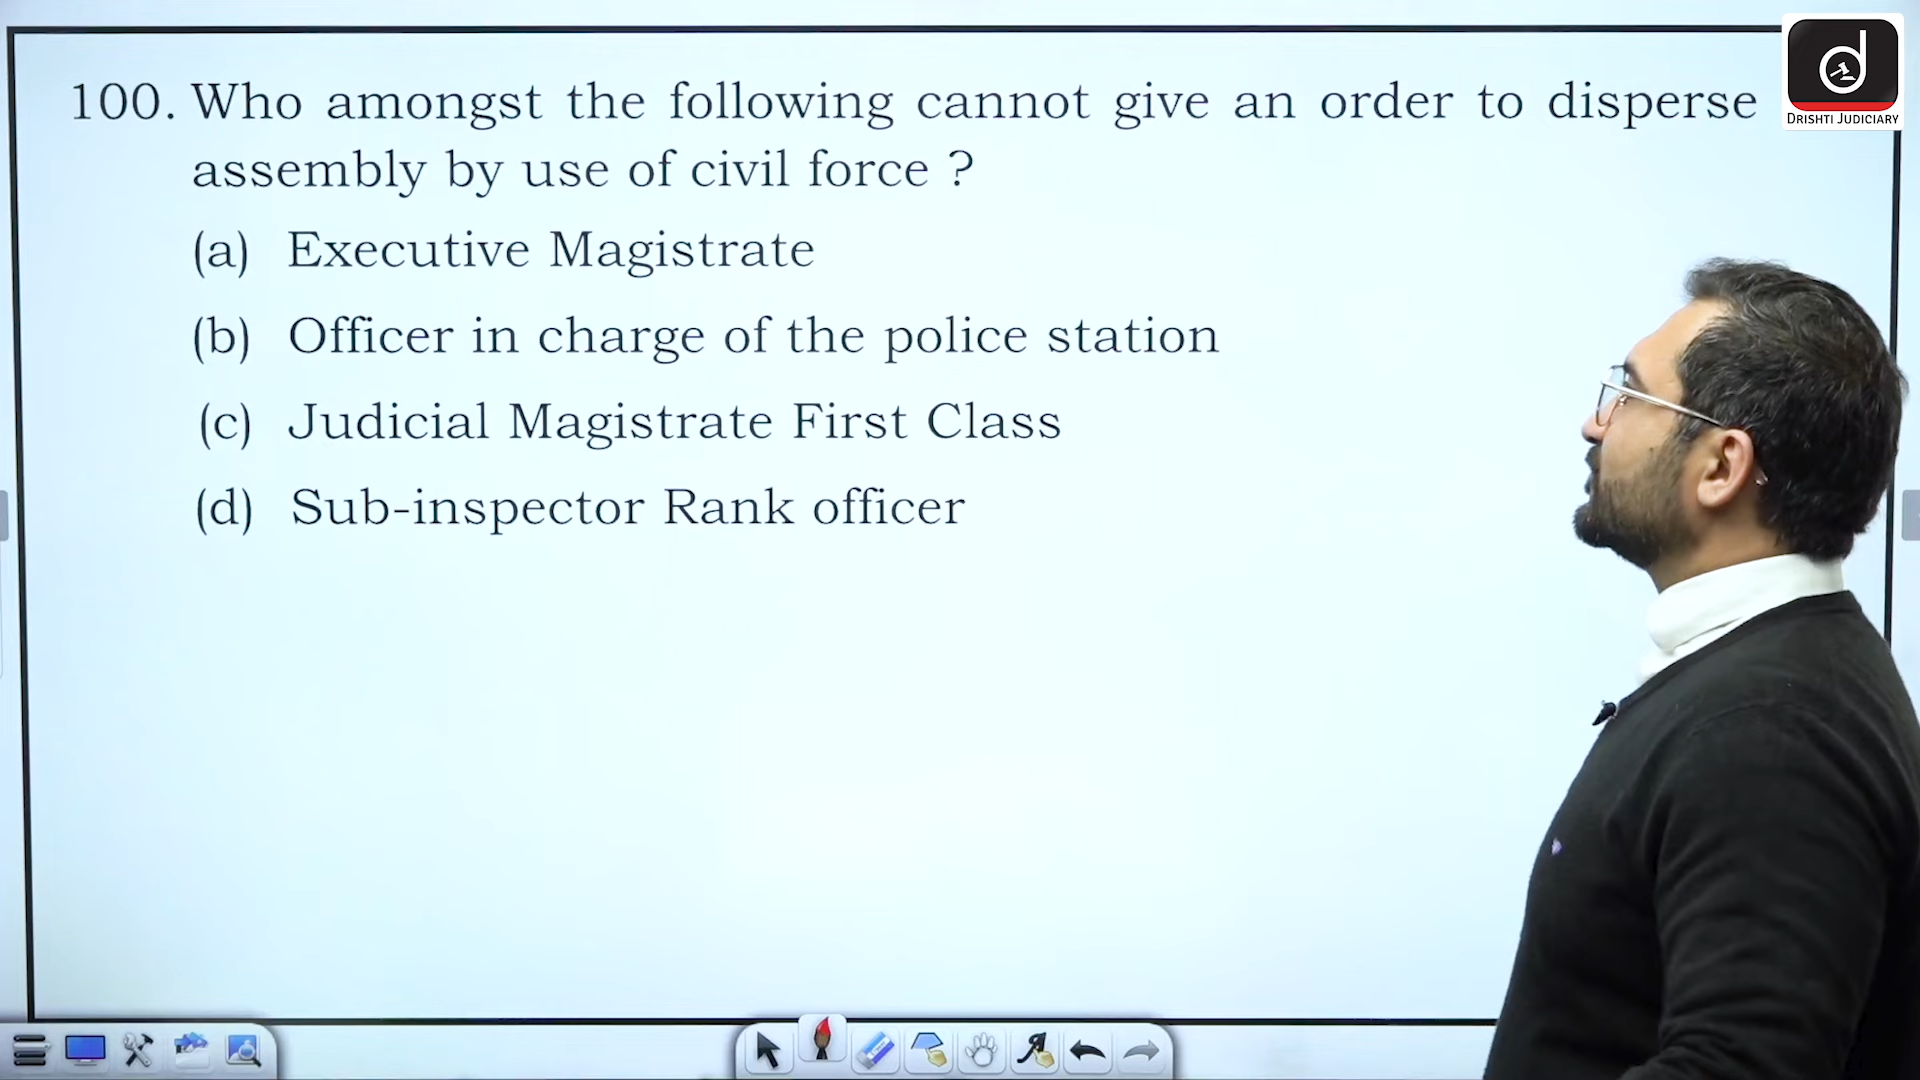 100. Who amongst the following cannot give an order to disperse
assembly by use of civil force ?
(a) Executive Magistrate
(b) Officer in charge of the police station
(c) Judicial Magistrate First Class
(d) Sub-inspector Rank officer
DRISHTI JUDICIARY